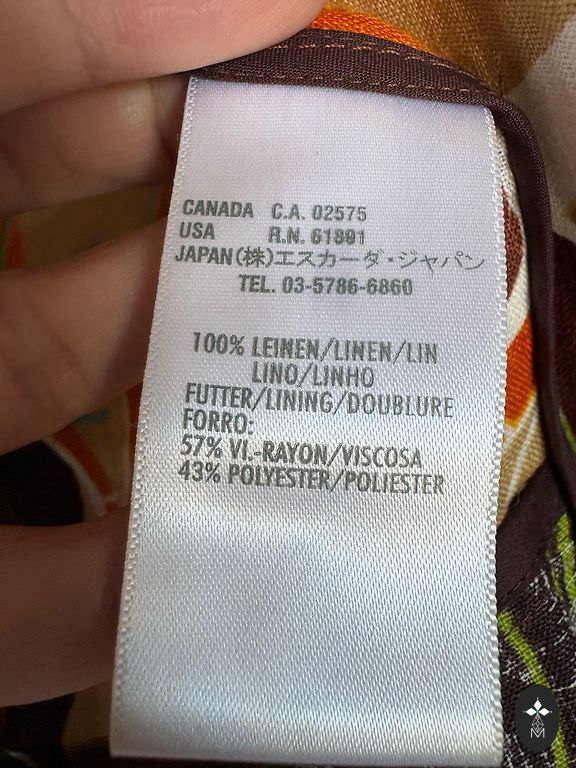 CANADA C.A. 02575
USA R.N. 61891
JAPAN(株)エスカーダ・ジャパン
TEL. 03-5786-6860
100% LEINEN/LINEN/LIN
LINO/LINHO
FUTTER/LINING/DOUBLURE
FORRO:
57% VI.-RAYON/VISCOSA
43% POLYESTER/POLIESTER
M